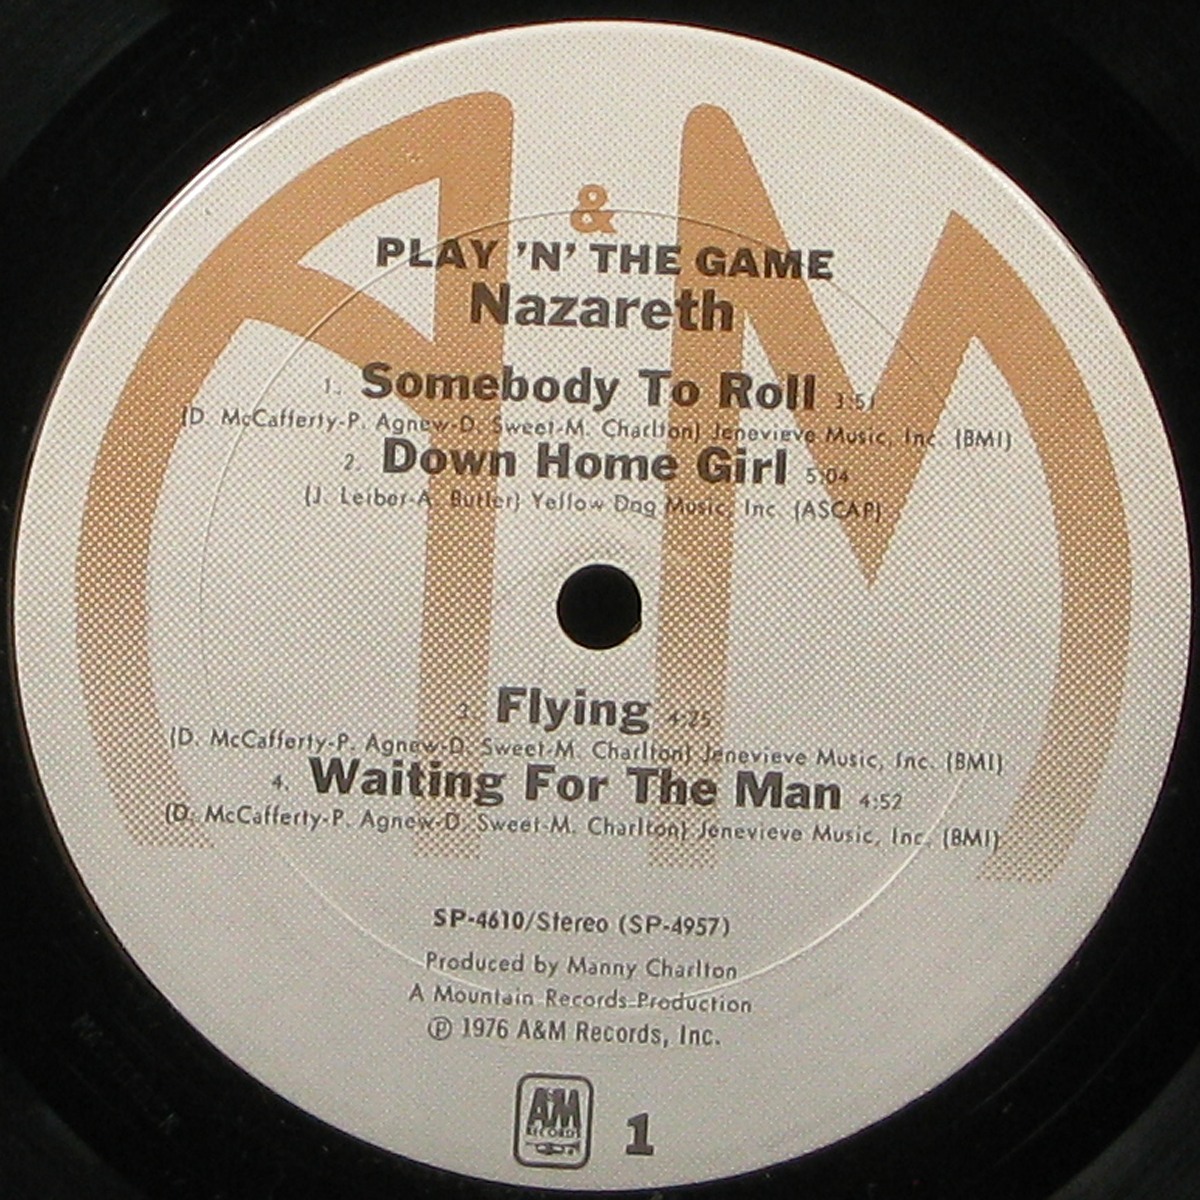 A & M
PLAY 'N' THE GAME
Nazareth
1. Somebody To Roll 3:51
(D. McCafferty-P. Agnew-D. Sweet-M. Charlton) Jenevieve Music, Inc. (BMI)
2. Down Home Girl 5:04
(J. Leiber-A. Butler) Yellow Dog Music, Inc (ASCAP)
3. Flying 4:25
(D. McCafferty-P. Agnew-D. Sweet-M. Charlton) Jenevieve Music, Inc. (BMI)
4. Waiting For The Man 4:52
(D. McCafferty-P. Agnew-D. Sweet-M. Charlton) Jenevieve Music, Inc. (BMI)
SP-4610/Stereo (SP-4957)
Produced by Manny Charlton
A Mountain Records Production
℗ 1976 A&M Records, Inc.
A&M
RECORDS
1